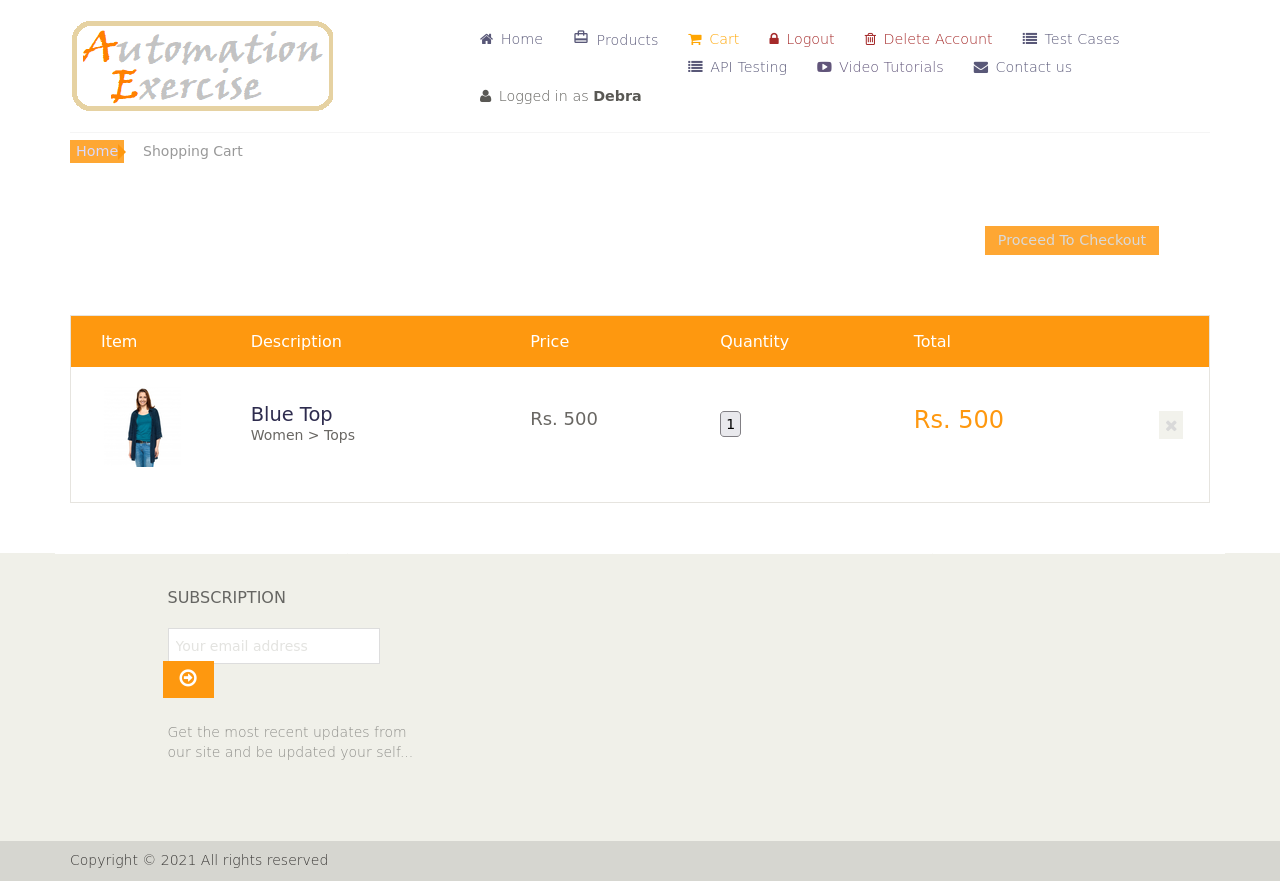 Automation
Exercise
Home
Products
Cart
Logout
Delete Account
Test Cases
API Testing
Video Tutorials
Contact us
Logged in as Debra
Home
Shopping Cart
Proceed To Checkout
Item Description Price Quantity Total
Blue Top
Women > Tops
Rs. 500
1
Rs. 500
SUBSCRIPTION
Your email address
Get the most recent updates from
our site and be updated your self...
Copyright © 2021 All rights reserved